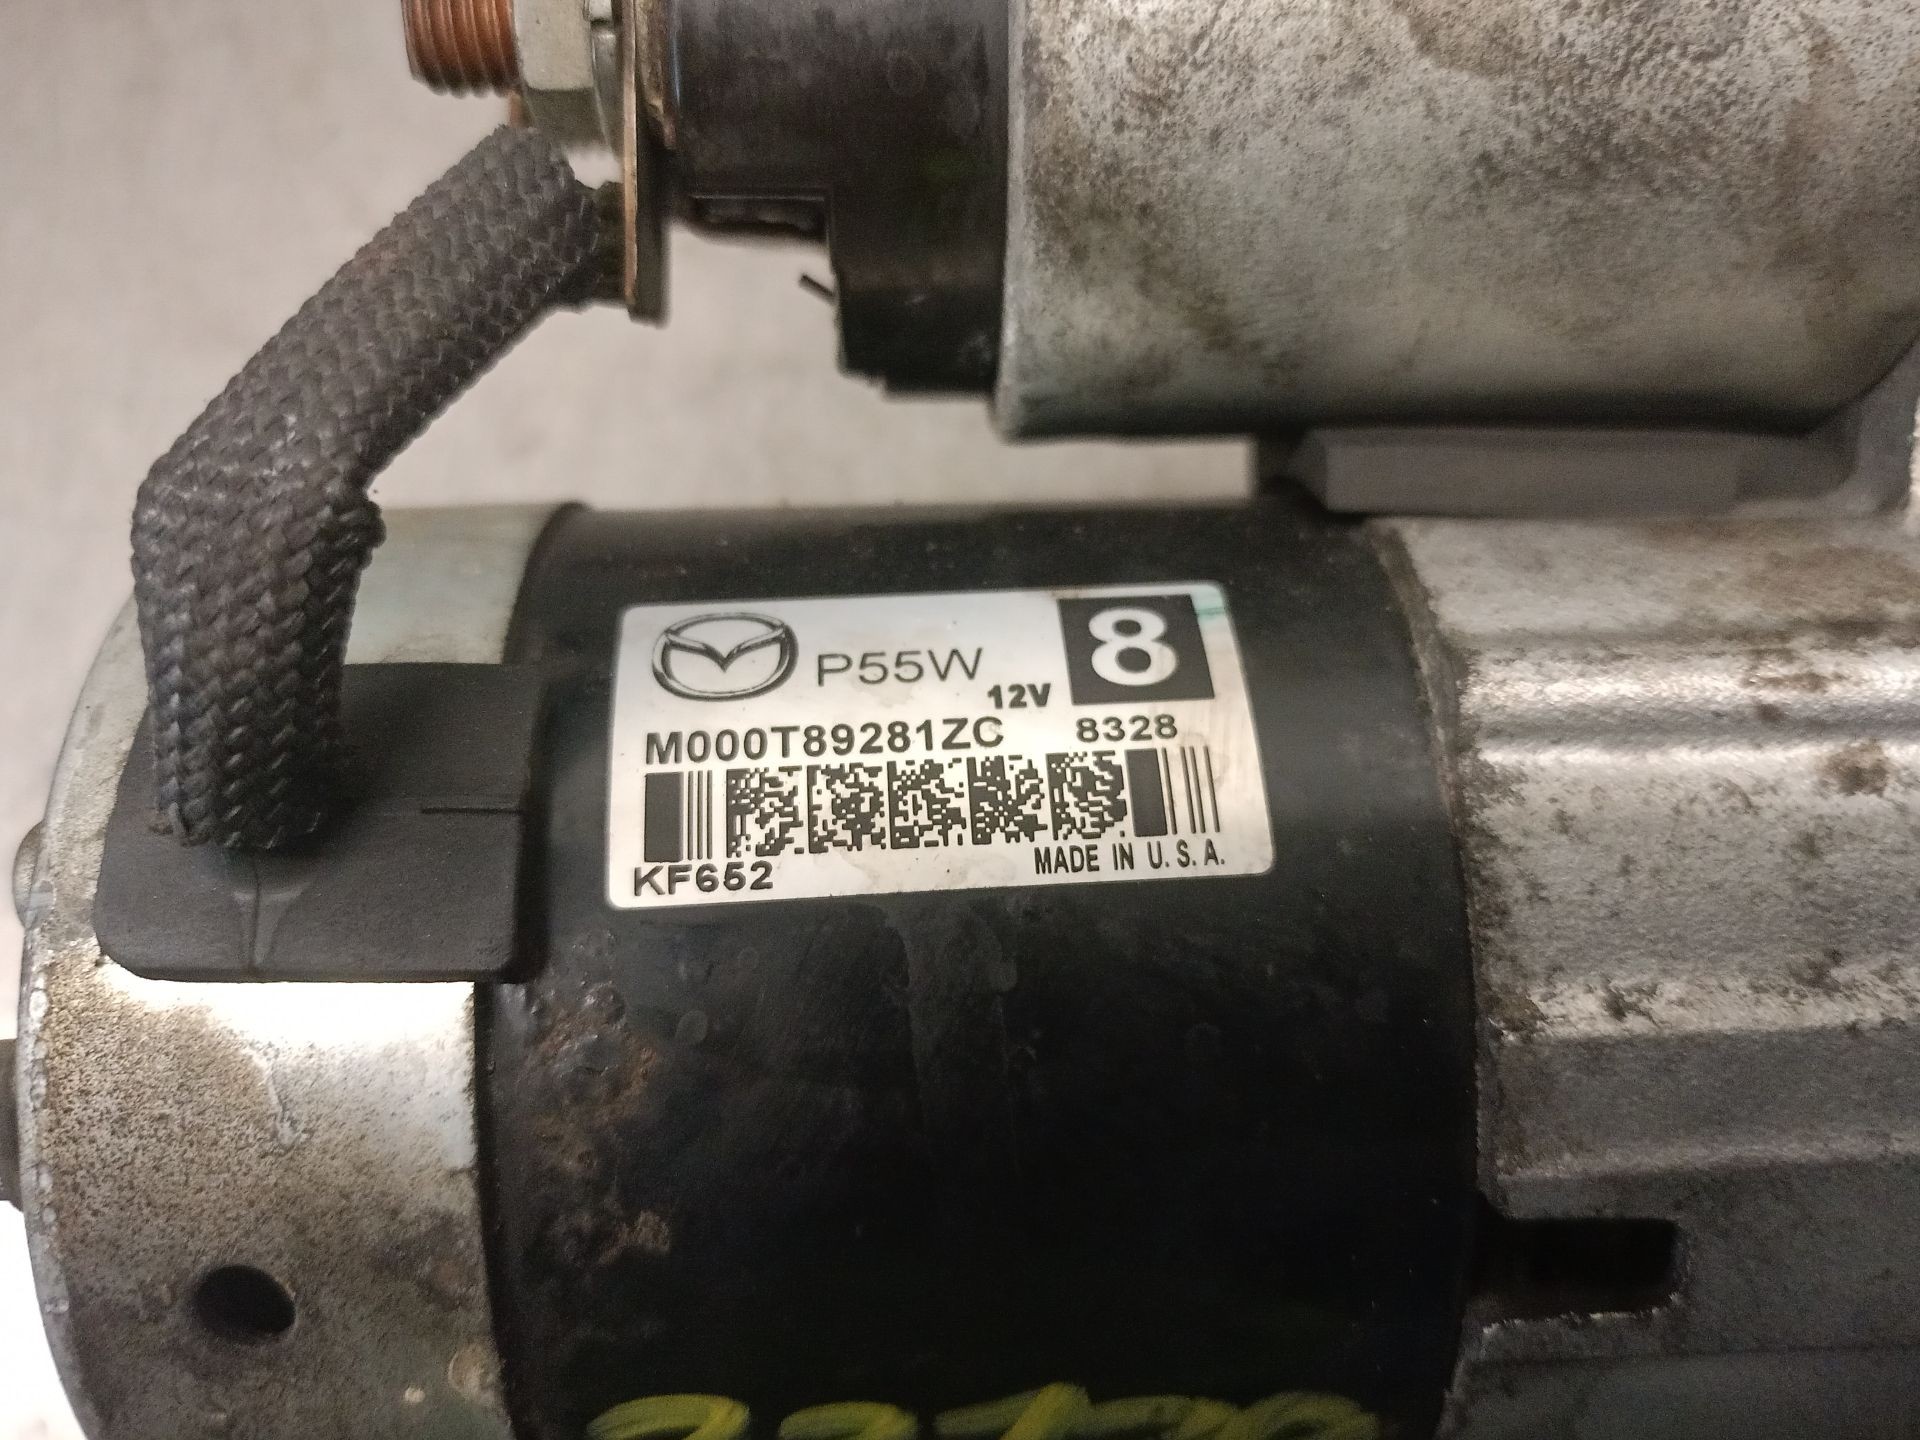 P55W
12V
8
M000T89281ZC 8328
KF652
MADE IN U.S.A.